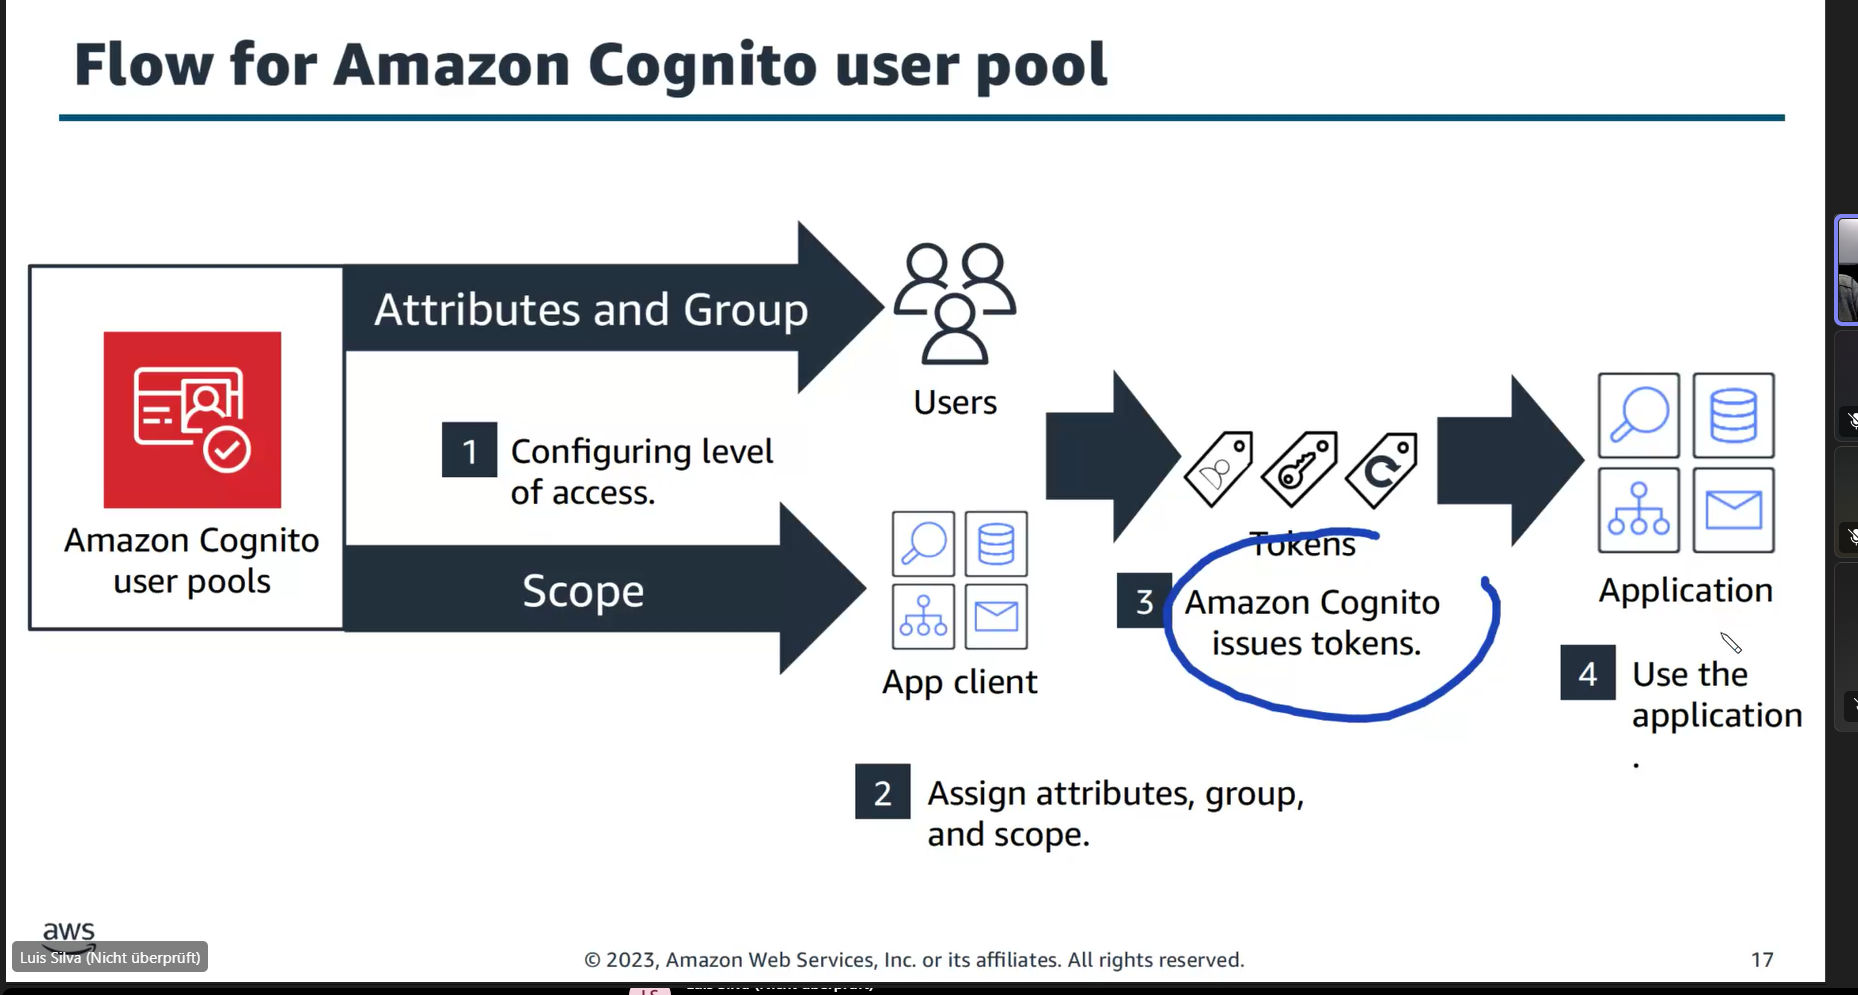 Flow for Amazon Cognito user pool
Attributes and Group
Users
1 Configuring level
of access.
Amazon Cognito
user pools
Scope
App client
2 Assign attributes, group,
and scope.
Tokens
3 Amazon Cognito
issues tokens.
Application
4 Use the
application
.
aws
Luis Silva (Nicht überprüft)
© 2023, Amazon Web Services, Inc. or its affiliates. All rights reserved.
17